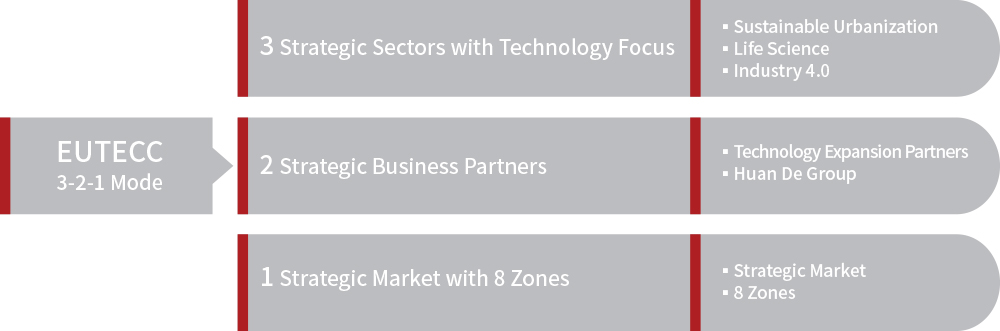 3 Strategic Sectors with Technology Focus
▪ Sustainable Urbanization
▪ Life Science
▪ Industry 4.0
EUTECC
3-2-1 Mode
2 Strategic Business Partners
▪ Technology Expansion Partners
▪ Huan De Group
1 Strategic Market with 8 Zones
▪ Strategic Market
▪ 8 Zones